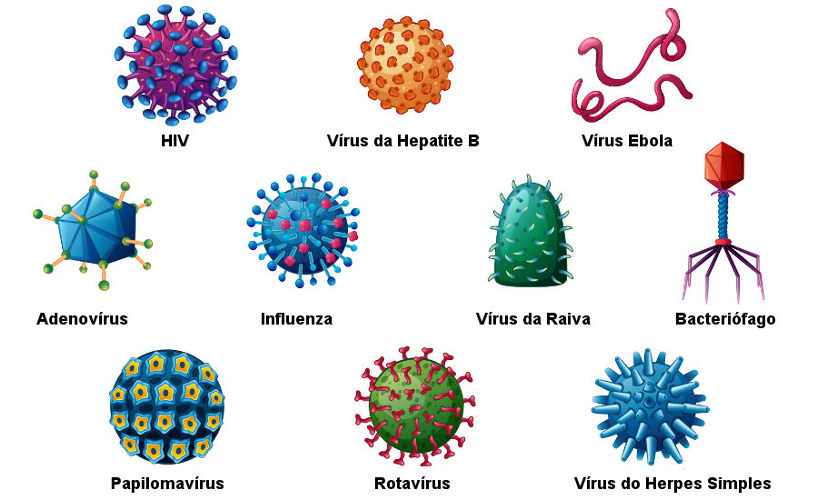 HIV
Vírus da Hepatite B
Vírus Ebola
Adenovírus
Influenza
Vírus da Raiva
Bacteriófago
Papilomavírus
Rotavírus
Vírus do Herpes Simples